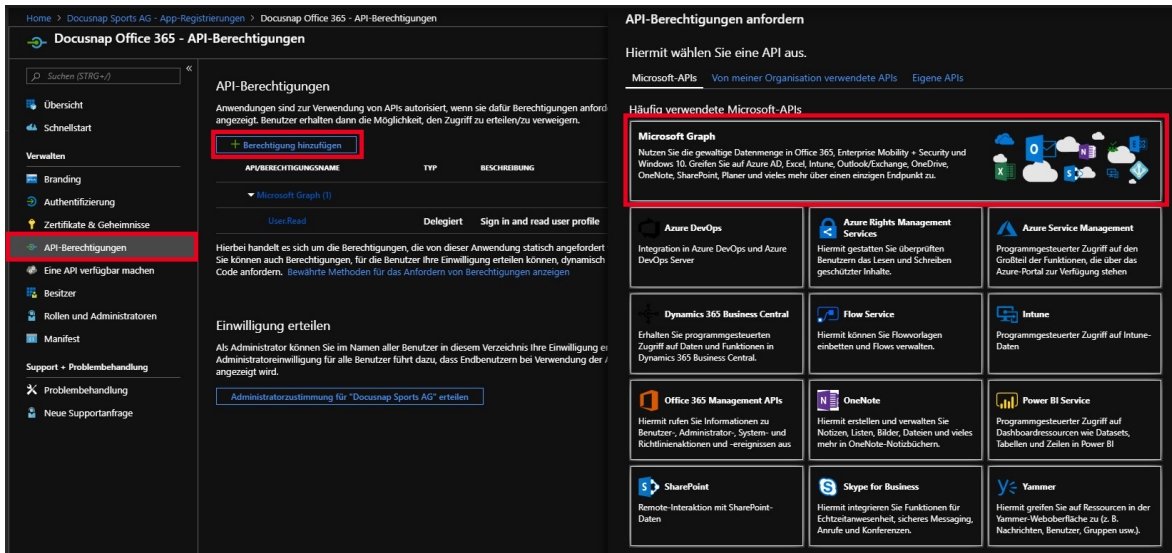 Home > Docusnap Sports AG - App-Registrierungen > Docusnap Office 365 - API-Berechtigungen
Docusnap Office 365 - API-Berechtigungen
Suchen (STRG+/)
«
Übersicht
Schnellstart
Verwalten
Branding
Authentifizierung
Zertifikate & Geheimnisse
API-Berechtigungen
Eine API verfügbar machen
Besitzer
Rollen und Administratoren
Manifest
Support + Problembehandlung
Problembehandlung
Neue Supportanfrage
API-Berechtigungen
Anwendungen sind zur Verwendung von APIs autorisiert, wenn sie dafür Berechtigungen anford
angezeigt. Benutzer erhalten dann die Möglichkeit, den Zugriff zu erteilen/zu verweigern.
+ Berechtigung hinzufügen
API/BERECHTIGUNGSNAME TYP BESCHREIBUNG
Microsoft Graph (1)
User.Read Delegiert Sign in and read user profile
Hierbei handelt es sich um die Berechtigungen, die von dieser Anwendung statisch angefordert
Sie können auch Berechtigungen, für die Benutzer Ihre Einwilligung erteilen können, dynamisch
Code anfordern. Bewährte Methoden für das Anfordern von Berechtigungen anzeigen
Einwilligung erteilen
Als Administrator können Sie im Namen aller Benutzer in diesem Verzeichnis Ihre Einwilligung e
Administratoreinwilligung für alle Benutzer führt dazu, dass Endbenutzern bei Verwendung der
angezeigt wird.
Administratorzustimmung für "Docusnap Sports AG" erteilen
API-Berechtigungen anfordern
Hiermit wählen Sie eine API aus.
Microsoft-APIs Von meiner Organisation verwendete APIs Eigene APIs
Häufig verwendete Microsoft-APIs
Microsoft Graph
Nutzen Sie die gewaltige Datenmenge in Office 365, Enterprise Mobility + Security und
Windows 10. Greifen Sie auf Azure AD, Excel, Intune, Outlook/Exchange, OneDrive,
OneNote, SharePoint, Planer und vieles mehr über einen einzigen Endpunkt zu.
Azure DevOps
Integration in Azure DevOps und Azure
DevOps Server
Azure Rights Management
Services
Hiermit gestatten Sie überprüften
Benutzern das Lesen und Schreiben
geschützter Inhalte.
Azure Service Management
Programmgesteuerter Zugriff auf den
Großteil der Funktionen, die über das
Azure-Portal zur Verfügung stehen
Dynamics 365 Business Central
Erhalten Sie programmgesteuerten
Zugriff auf Daten und Funktionen in
Dynamics 365 Business Central.
Flow Service
Hiermit können Sie Flowvorlagen
einbetten und Flows verwalten.
Intune
Programmgesteuerter Zugriff auf Intune-
Daten
Office 365 Management APIs
Hiermit rufen Sie Informationen zu
Benutzer-, Administrator-, System- und
Richtlinienaktionen und -ereignissen aus
OneNote
Hiermit erstellen und verwalten Sie
Notizen, Listen, Bilder, Dateien und vieles
mehr in OneNote-Notizbüchern.
Power BI Service
Programmgesteuerter Zugriff auf
Dashboardressourcen wie Datasets,
Tabellen und Zeilen in Power BI
SharePoint
Remote-Interaktion mit SharePoint-
Daten
Skype for Business
Hiermit integrieren Sie Funktionen für
Echtzeitanwesenheit, sicheres Messaging,
Anrufe und Konferenzen.
Yammer
Hiermit greifen Sie auf Ressourcen in der
Yammer-Weboberfläche zu (z. B.
Nachrichten, Benutzer, Gruppen usw.).